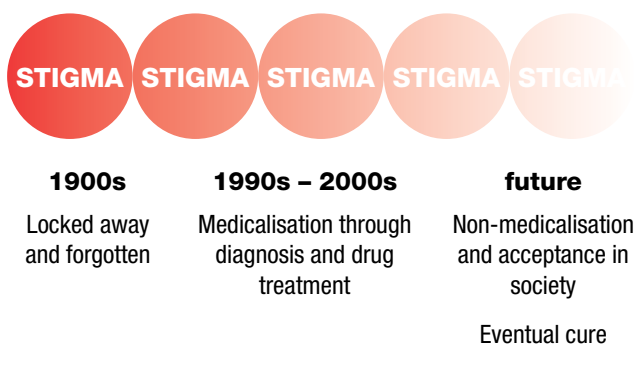 STIGMA STIGMA STIGMA STIGMA STIGMA
1900s
Locked away
and forgotten
1990s – 2000s
Medicalisation through
diagnosis and drug
treatment
future
Non-medicalisation
and acceptance in
society
Eventual cure